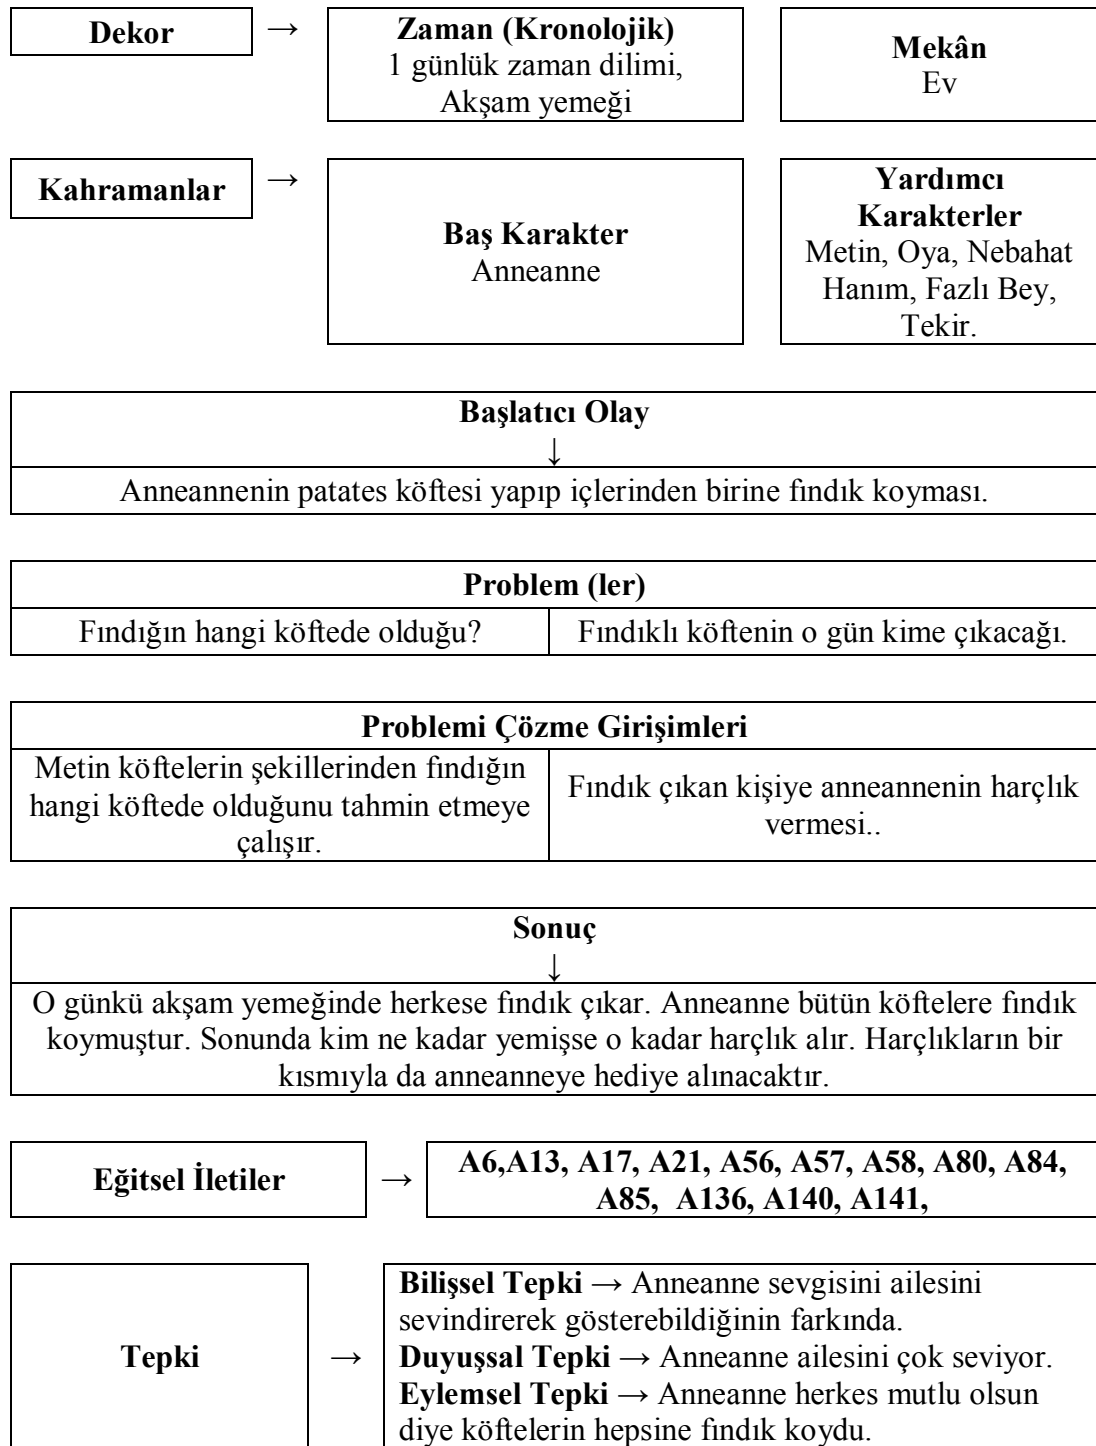 Dekor → Zaman (Kronolojik)
1 günlük zaman dilimi,
Akşam yemeği
Mekân
Ev
Kahramanlar → Baş Karakter
Anneanne
Yardımcı
Karakterler
Metin, Oya, Nebahat
Hanım, Fazlı Bey,
Tekir.
Başlatıcı Olay
↓
Anneannenin patates köftesi yapıp içlerinden birine fındık koyması.
Problem (ler)
Fındığın hangi köftede olduğu?
Fındıklı köftenin o gün kime çıkacağı.
Problemi Çözme Girişimleri
Metin köftelerin şekillerinden fındığın
hangi köftede olduğunu tahmin etmeye
çalışır.
Fındık çıkan kişiye anneannenin harçlık
vermesi..
Sonuç
↓
O günkü akşam yemeğinde herkese fındık çıkar. Anneanne bütün köftelere fındık
koymuştur. Sonunda kim ne kadar yemişse o kadar harçlık alır. Harçlıkların bir
kısmıyla da anneanneye hediye alınacaktır.
Eğitsel İletiler → A6,A13, A17, A21, A56, A57, A58, A80, A84,
A85, A136, A140, A141,
Tepki →
Bilişsel Tepki → Anneanne sevgisini ailesini
sevindirerek gösterebildiğinin farkında.
Duyuşsal Tepki → Anneanne ailesini çok seviyor.
Eylemsel Tepki → Anneanne herkes mutlu olsun
diye köftelerin hepsine fındık koydu.